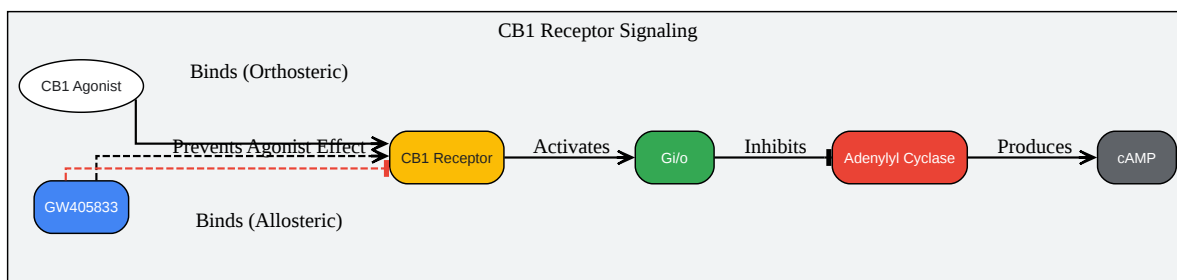 CB1 Receptor Signaling
Binds (Orthosteric)
CB1 Agonist
Prevents Agonist Effect
CB1 Receptor
Activates
Gi/o
Inhibits
Adenylyl Cyclase
Produces
cAMP
GW405833
Binds (Allosteric)